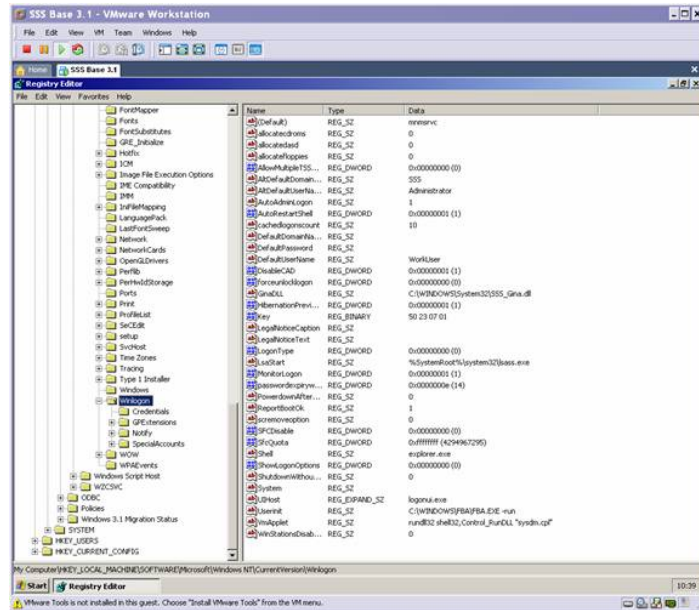 SSS Base 3.1 - VMware Workstation
File Edit View VM Team Windows Help
Home SSS Base 3.1
Registry Editor
File Edit View Favorites Help
FontMapper
Fonts
FontSubstitutes
GRE_Initialize
Hotfix
ICM
Image File Execution Options
IME Compatibility
IMM
IniFileMapping
LanguagePack
LastFontSweep
Network
NetworkCards
OpenGLDrivers
Perflib
PerHwIdStorage
Ports
Print
ProfileList
SeCEdit
setup
SvcHost
Time Zones
Tracing
Type 1 Installer
Windows
Winlogon
Credentials
GPExtensions
Notify
SpecialAccounts
WOW
WPAEvents
Windows Script Host
WZCSVC
ODBC
Policies
Windows 3.1 Migration Status
SYSTEM
HKEY_USERS
HKEY_CURRENT_CONFIG
Name Type Data
(Default) REG_SZ mnmsrvc
allocatecdroms REG_SZ 0
allocatedasd REG_SZ 0
allocatefloppies REG_SZ 0
AllowMultipleTSS... REG_DWORD 0x00000000 (0)
AltDefaultDomain... REG_SZ SSS
AltDefaultUserNa... REG_SZ Administrator
AutoAdminLogon REG_SZ 1
AutoRestartShell REG_DWORD 0x00000001 (1)
cachedlogonscount REG_SZ 10
DefaultDomainNa... REG_SZ
DefaultPassword REG_SZ
DefaultUserName REG_SZ WorkUser
DisableCAD REG_DWORD 0x00000001 (1)
forceunlocklogon REG_DWORD 0x00000000 (0)
GinaDLL REG_SZ C:\WINDOWS\System32\SSS_Gina.dll
HibernationPrevi... REG_DWORD 0x00000001 (1)
Key REG_BINARY 50 23 07 01
LegalNoticeCaption REG_SZ
LegalNoticeText REG_SZ
LogonType REG_DWORD 0x00000000 (0)
LsaStart REG_SZ %SystemRoot%\system32\lsass.exe
MonitorLogon REG_DWORD 0x00000001 (1)
passwordexpiryw... REG_DWORD 0x0000000e (14)
PowerdownAfter... REG_SZ 0
ReportBootOk REG_SZ 1
scremoveoption REG_SZ 0
SFCDisable REG_DWORD 0x00000000 (0)
SfcQuota REG_DWORD 0xffffffff (4294967295)
Shell REG_SZ explorer.exe
ShowLogonOptions REG_DWORD 0x00000000 (0)
ShutdownWithou... REG_SZ 0
System REG_SZ
UIHost REG_EXPAND_SZ logonui.exe
Userinit REG_SZ C:\WINDOWS\FBA\FBA.EXE -run
VmApplet REG_SZ rundll32 shell32,Control_RunDLL "sysdm.cpl"
WinStationsDisab... REG_SZ 0
My Computer\HKEY_LOCAL_MACHINE\SOFTWARE\Microsoft\Windows NT\CurrentVersion\Winlogon
Start Registry Editor 10:39
VMware Tools is not installed in this guest. Choose "Install VMware Tools" from the VM menu.